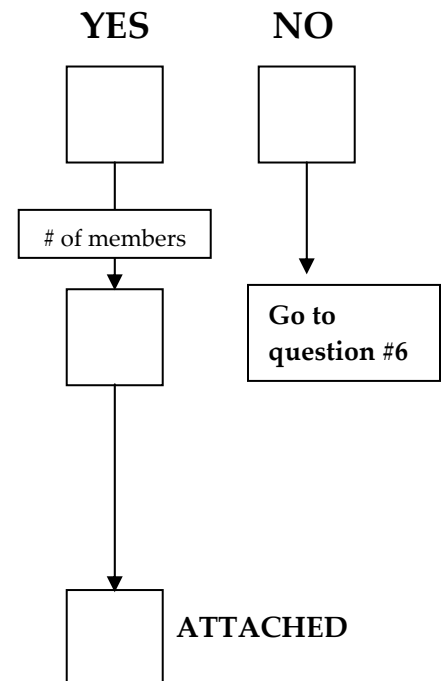 YES NO
# of members
Go to
question #6
ATTACHED